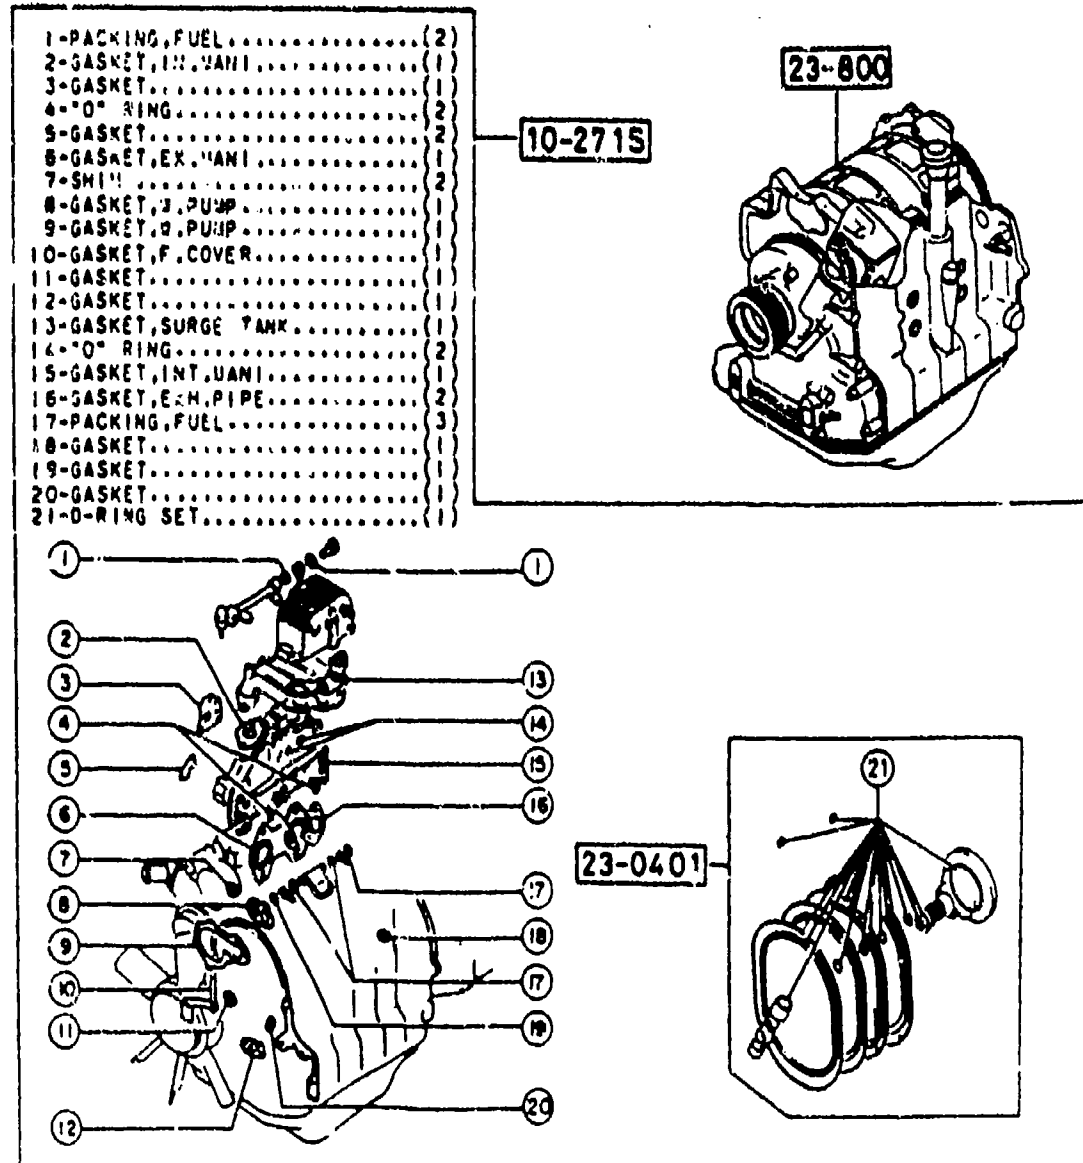 1-PACKING,FUEL..................(2)
2-GASKET,IN.MANI................(1)
3-GASKET........................(1)
4-"O" RING......................(2)
5-GASKET........................(2)
6-GASKET,EX.MANI................(1)
7-SHIM..........................(2)
8-GASKET,W.PUMP.................(1)
9-GASKET,W.PUMP.................(1)
10-GASKET,F.COVER...............(1)
11-GASKET.......................(1)
12-GASKET.......................(1)
13-GASKET,SURGE TANK............(1)
14-"O" RING.....................(2)
15-GASKET,INT.UANI..............(1)
16-GASKET,EXH.PIPE..............(2)
17-PACKING,FUEL.................(3)
18-GASKET.......................(1)
19-GASKET.......................(1)
20-GASKET.......................(1)
21-O-RING SET...................(1)
10-271S
23-800
1
1
2
3
13
4
14
5
15
6
16
7
17
8
18
9
17
10
11
19
12
20
23-0401
21